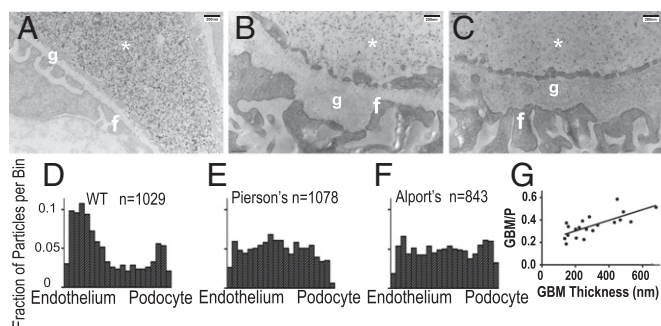 A B C
200nm 200nm 200nm
* * *
g f g f g f
D E F G
WT n=1029 Pierson's n=1078 Alport's n=843
Fraction of Particles per Bin
0.1
0.05
0
Endothelium Podocyte Endothelium Podocyte Endothelium Podocyte
GBM/P
0.6
0.4
0.2
0.0
0 200 400 600
GBM Thickness (nm)